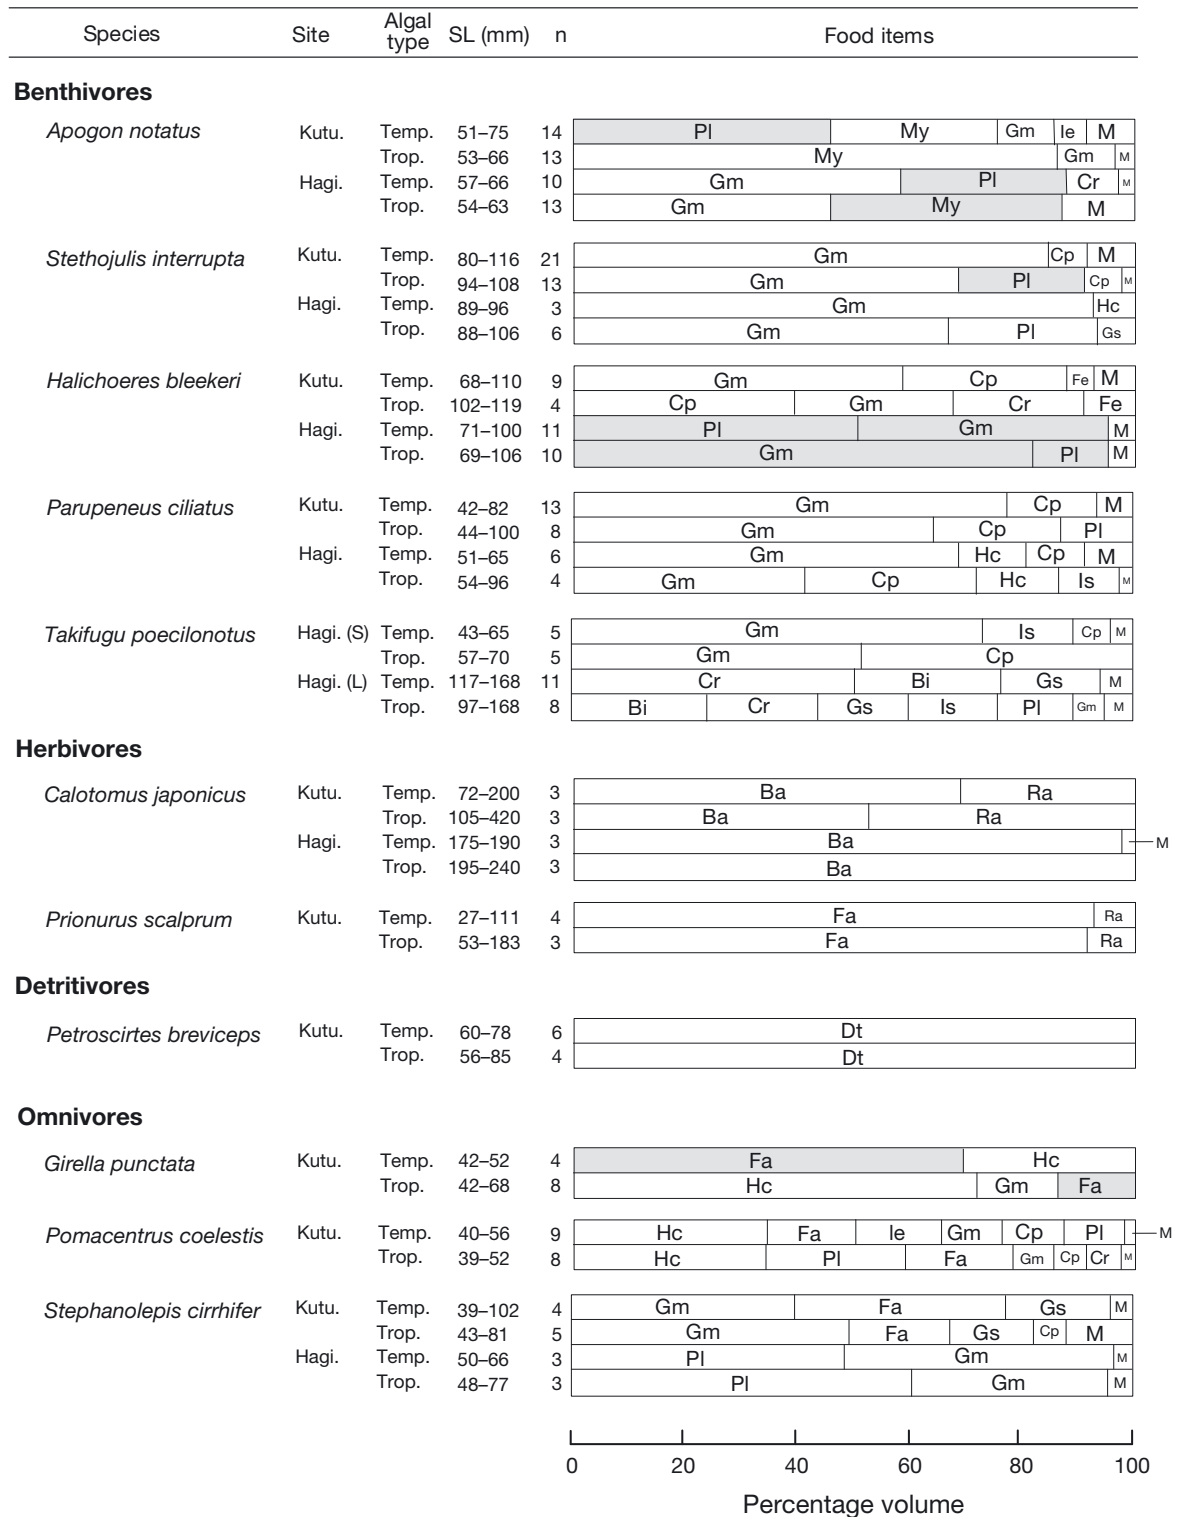 Species Site Algal type SL (mm) n Food items
Benthivores
Apogon notatus Kutu. Temp. 51–75 14 Pl My Gm Ie M
Trop. 53–66 13 My Gm M
Hagi. Temp. 57–66 10 Gm Pl Cr M
Trop. 54–63 13 Gm My M
Stethojulis interrupta Kutu. Temp. 80–116 21 Gm Cp M
Trop. 94–108 13 Gm Pl Cp M
Hagi. Temp. 89–96 3 Gm Hc
Trop. 88–106 6 Gm Pl Gs
Halichoeres bleekeri Kutu. Temp. 68–110 9 Gm Cp Fe M
Trop. 102–119 4 Cp Gm Cr Fe
Hagi. Temp. 71–100 11 Pl Gm M
Trop. 69–106 10 Gm Pl M
Parupeneus ciliatus Kutu. Temp. 42–82 13 Gm Cp M
Trop. 44–100 8 Gm Cp Pl
Hagi. Temp. 51–65 6 Gm Hc Cp M
Trop. 54–96 4 Gm Cp Hc Is M
Takifugu poecilonotus Hagi. (S) Temp. 43–65 5 Gm Is Cp M
Trop. 57–70 5 Gm Cp
Hagi. (L) Temp. 117–168 11 Cr Bi Gs M
Trop. 97–168 8 Bi Cr Gs Is Pl Gm M
Herbivores
Calotomus japonicus Kutu. Temp. 72–200 3 Ba Ra
Trop. 105–420 3 Ba Ra
Hagi. Temp. 175–190 3 Ba M
Trop. 195–240 3 Ba
Prionurus scalprum Kutu. Temp. 27–111 4 Fa Ra
Trop. 53–183 3 Fa Ra
Detritivores
Petroscirtes breviceps Kutu. Temp. 60–78 6 Dt
Trop. 56–85 4 Dt
Omnivores
Girella punctata Kutu. Temp. 42–52 4 Fa Hc
Trop. 42–68 8 Hc Gm Fa
Pomacentrus coelestis Kutu. Temp. 40–56 9 Hc Fa Ie Gm Cp Pl M
Trop. 39–52 8 Hc Pl Fa Gm Cp Cr M
Stephanolepis cirrhifer Kutu. Temp. 39–102 4 Gm Fa Gs M
Trop. 43–81 5 Gm Fa Gs Cp M
Hagi. Temp. 50–66 3 Pl Gm M
Trop. 48–77 3 Pl Gm M
0 20 40 60 80 100
Percentage volume